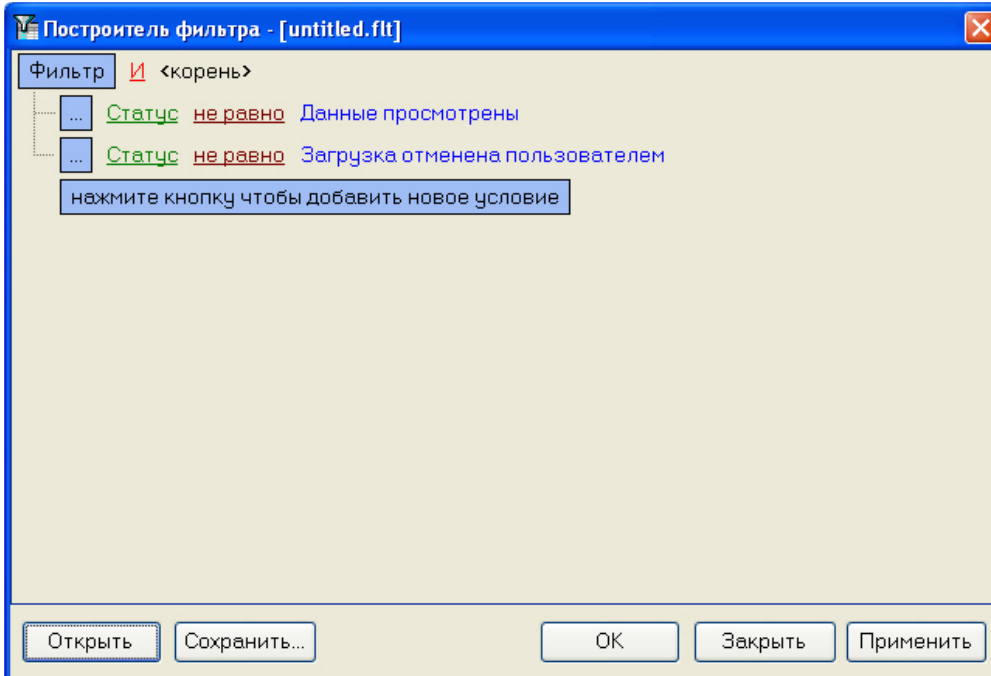 Построитель фильтра - [untitled.flt]
Фильтр И <корень>
... Статус не равно Данные просмотрены
... Статус не равно Загрузка отменена пользователем
нажмите кнопку чтобы добавить новое условие
Открыть Сохранить... ОК Закрыть Применить